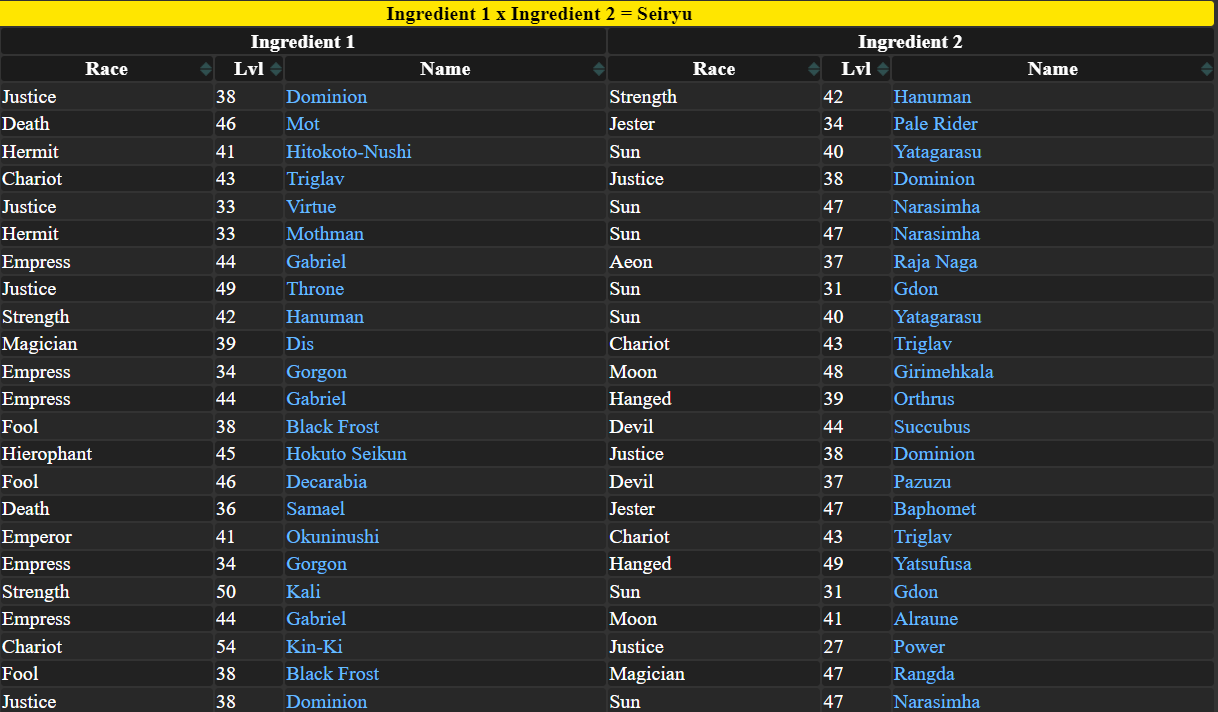 Ingredient 1 x Ingredient 2 = Seiryu
Ingredient 1 Ingredient 2
Race Lvl Name Race Lvl Name
Justice 38 Dominion Strength 42 Hanuman
Death 46 Mot Jester 34 Pale Rider
Hermit 41 Hitokoto-Nushi Sun 40 Yatagarasu
Chariot 43 Triglav Justice 38 Dominion
Justice 33 Virtue Sun 47 Narasimha
Hermit 33 Mothman Sun 47 Narasimha
Empress 44 Gabriel Aeon 37 Raja Naga
Justice 49 Throne Sun 31 Gdon
Strength 42 Hanuman Sun 40 Yatagarasu
Magician 39 Dis Chariot 43 Triglav
Empress 34 Gorgon Moon 48 Girimehkala
Empress 44 Gabriel Hanged 39 Orthrus
Fool 38 Black Frost Devil 44 Succubus
Hierophant 45 Hokuto Seikun Justice 38 Dominion
Fool 46 Decarabia Devil 37 Pazuzu
Death 36 Samael Jester 47 Baphomet
Emperor 41 Okuninushi Chariot 43 Triglav
Empress 34 Gorgon Hanged 49 Yatsufusa
Strength 50 Kali Sun 31 Gdon
Empress 44 Gabriel Moon 41 Alraune
Chariot 54 Kin-Ki Justice 27 Power
Fool 38 Black Frost Magician 47 Rangda
Justice 38 Dominion Sun 47 Narasimha